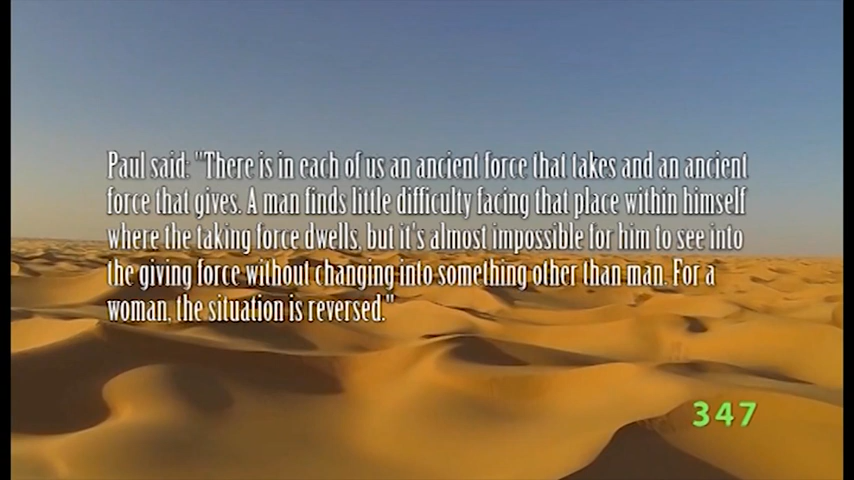 Paul said: "There is in each of us an ancient force that takes and an ancient
force that gives. A man finds little difficulty facing that place within himself
where the taking force dwells, but it's almost impossible for him to see into
the giving force without changing into something other than man. For a
woman, the situation is reversed."
347